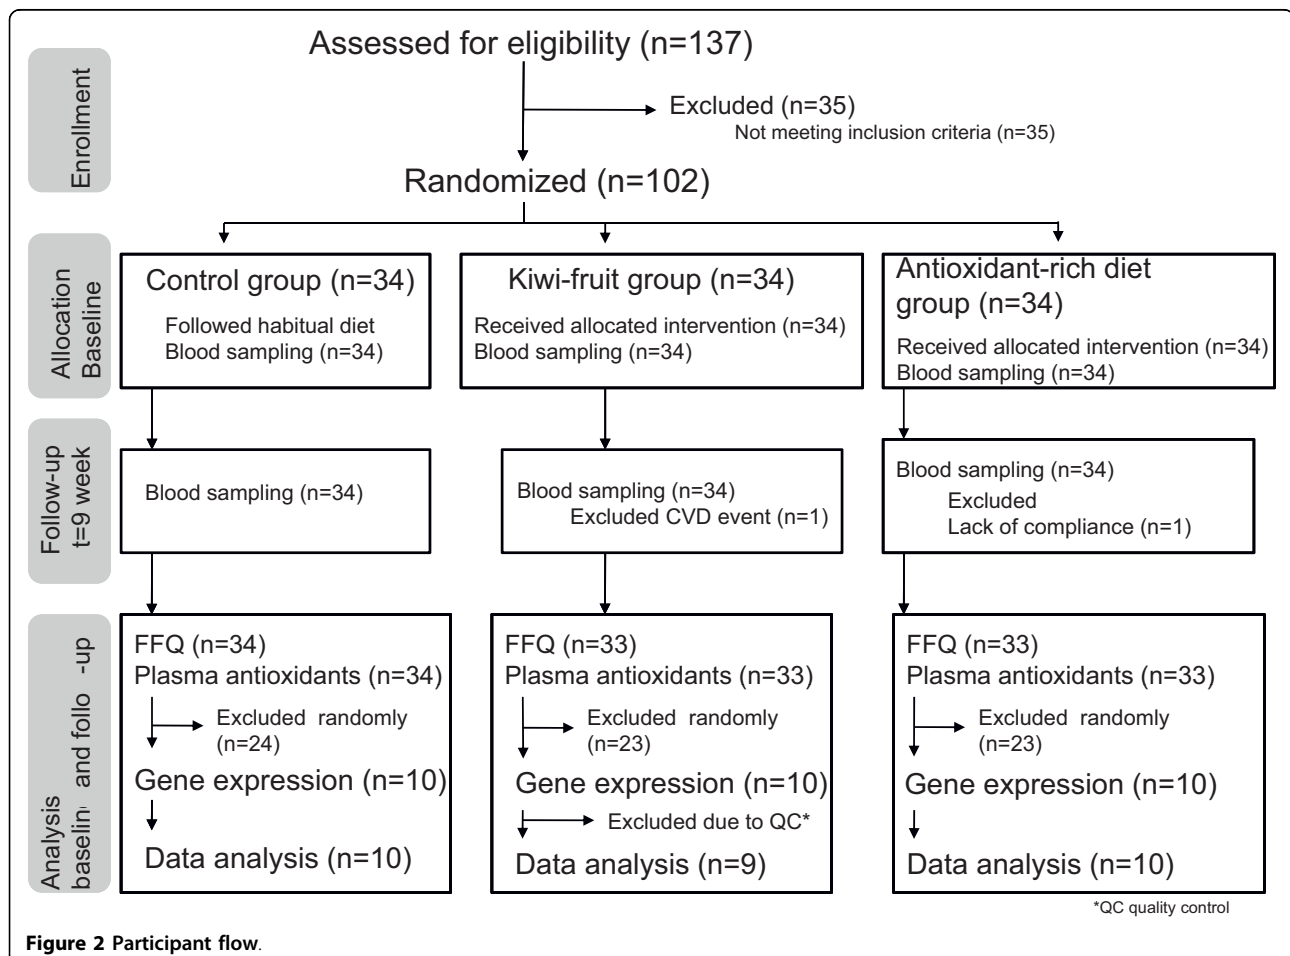 Assessed for eligibility (n=137)
Enrollment
Excluded (n=35)
Not meeting inclusion criteria (n=35)
Randomized (n=102)
Allocation
Baseline
Control group (n=34)
Followed habitual diet
Blood sampling (n=34)
Kiwi-fruit group (n=34)
Received allocated intervention (n=34)
Blood sampling (n=34)
Antioxidant-rich diet
group (n=34)
Received allocated intervention (n=34)
Blood sampling (n=34)
Follow-up
t=9 week
Blood sampling (n=34)
Blood sampling (n=34)
Excluded CVD event (n=1)
Blood sampling (n=34)
Excluded
Lack of compliance (n=1)
Analysis
and follo -up
FFQ (n=34)
Plasma antioxidants (n=34)
Excluded randomly
(n=24)
Gene expression (n=10)
Data analysis (n=10)
FFQ (n=33)
Plasma antioxidants (n=33)
Excluded randomly
(n=23)
Gene expression (n=10)
Excluded due to QC*
Data analysis (n=9)
FFQ (n=33)
Plasma antioxidants (n=33)
Excluded randomly
(n=23)
Gene expression (n=10)
Data analysis (n=10)
*QC quality control
Figure 2 Participant flow.